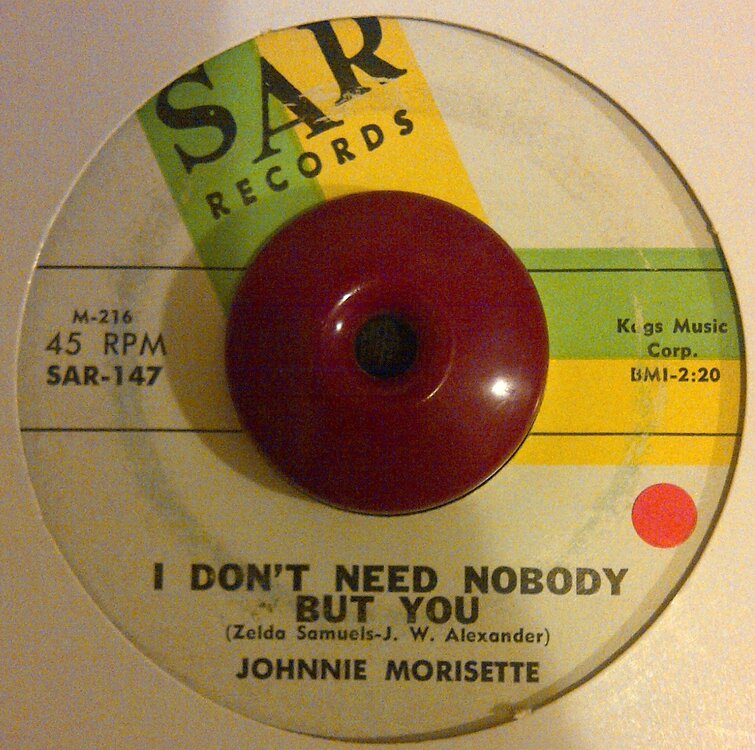 SAR
RECORDS
M-216
45 RPM
SAR-147
Kags Music
Corp.
BMI-2:20
I DON'T NEED NOBODY
BUT YOU
(Zelda Samuels-J. W. Alexander)
JOHNNIE MORISETTE